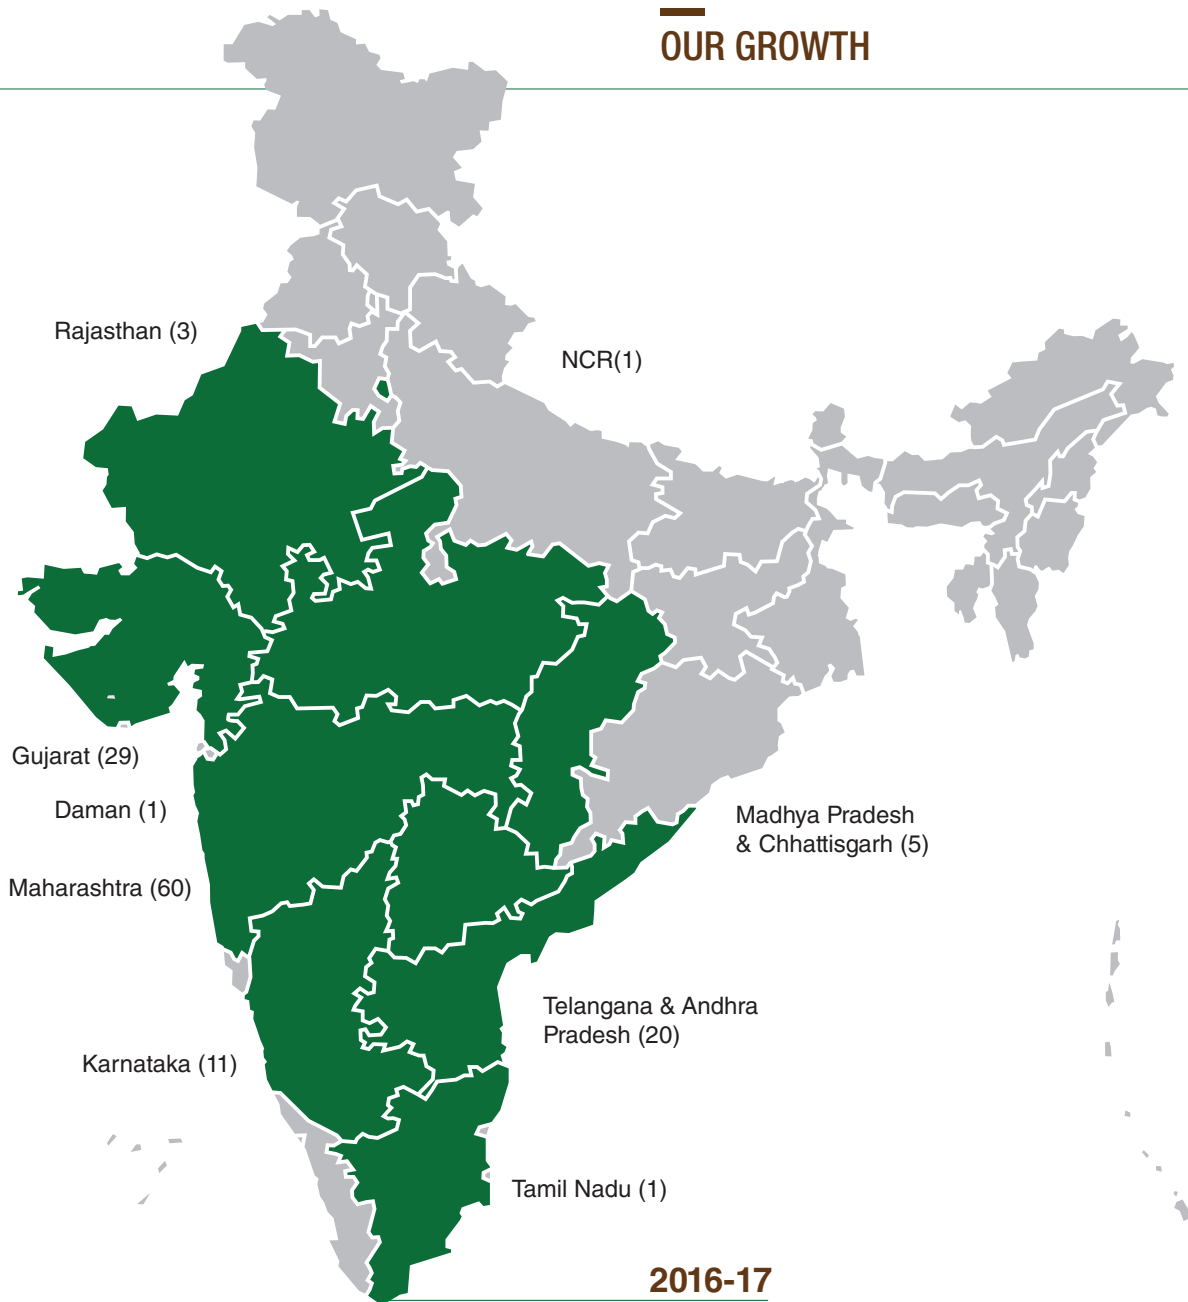 OUR GROWTH
Rajasthan (3)
NCR(1)
Gujarat (29)
Daman (1)
Madhya Pradesh
& Chhattisgarh (5)
Maharashtra (60)
Telangana & Andhra
Pradesh (20)
Karnataka (11)
Tamil Nadu (1)
2016-17